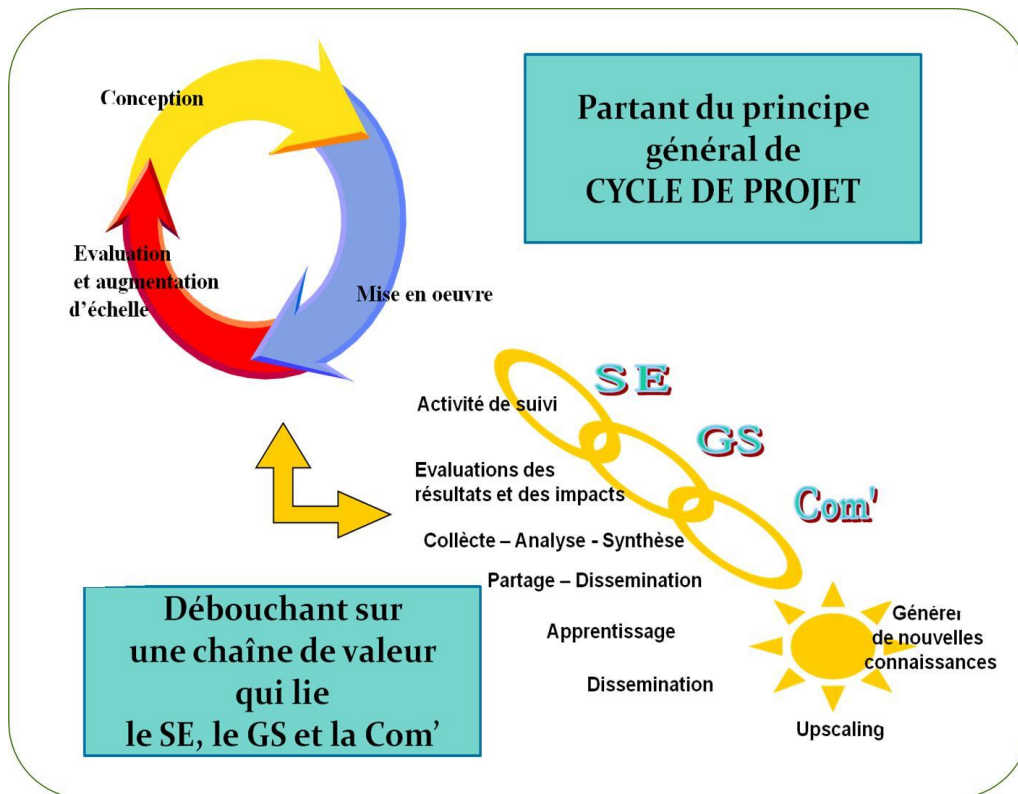 Conception
Partant du principe
général de
CYCLE DE PROJET
Evaluation
et augmentation
d'échelle
Mise en oeuvre
S E
GS
Com'
Activité de suivi
Evaluations des
résultats et des impacts
Collècte – Analyse - Synthèse
Partage – Dissemination
Apprentissage
Dissemination
Générer
de nouvelles
connaissances
Upscaling
Débouchant sur
une chaîne de valeur
qui lie
le SE, le GS et la Com’